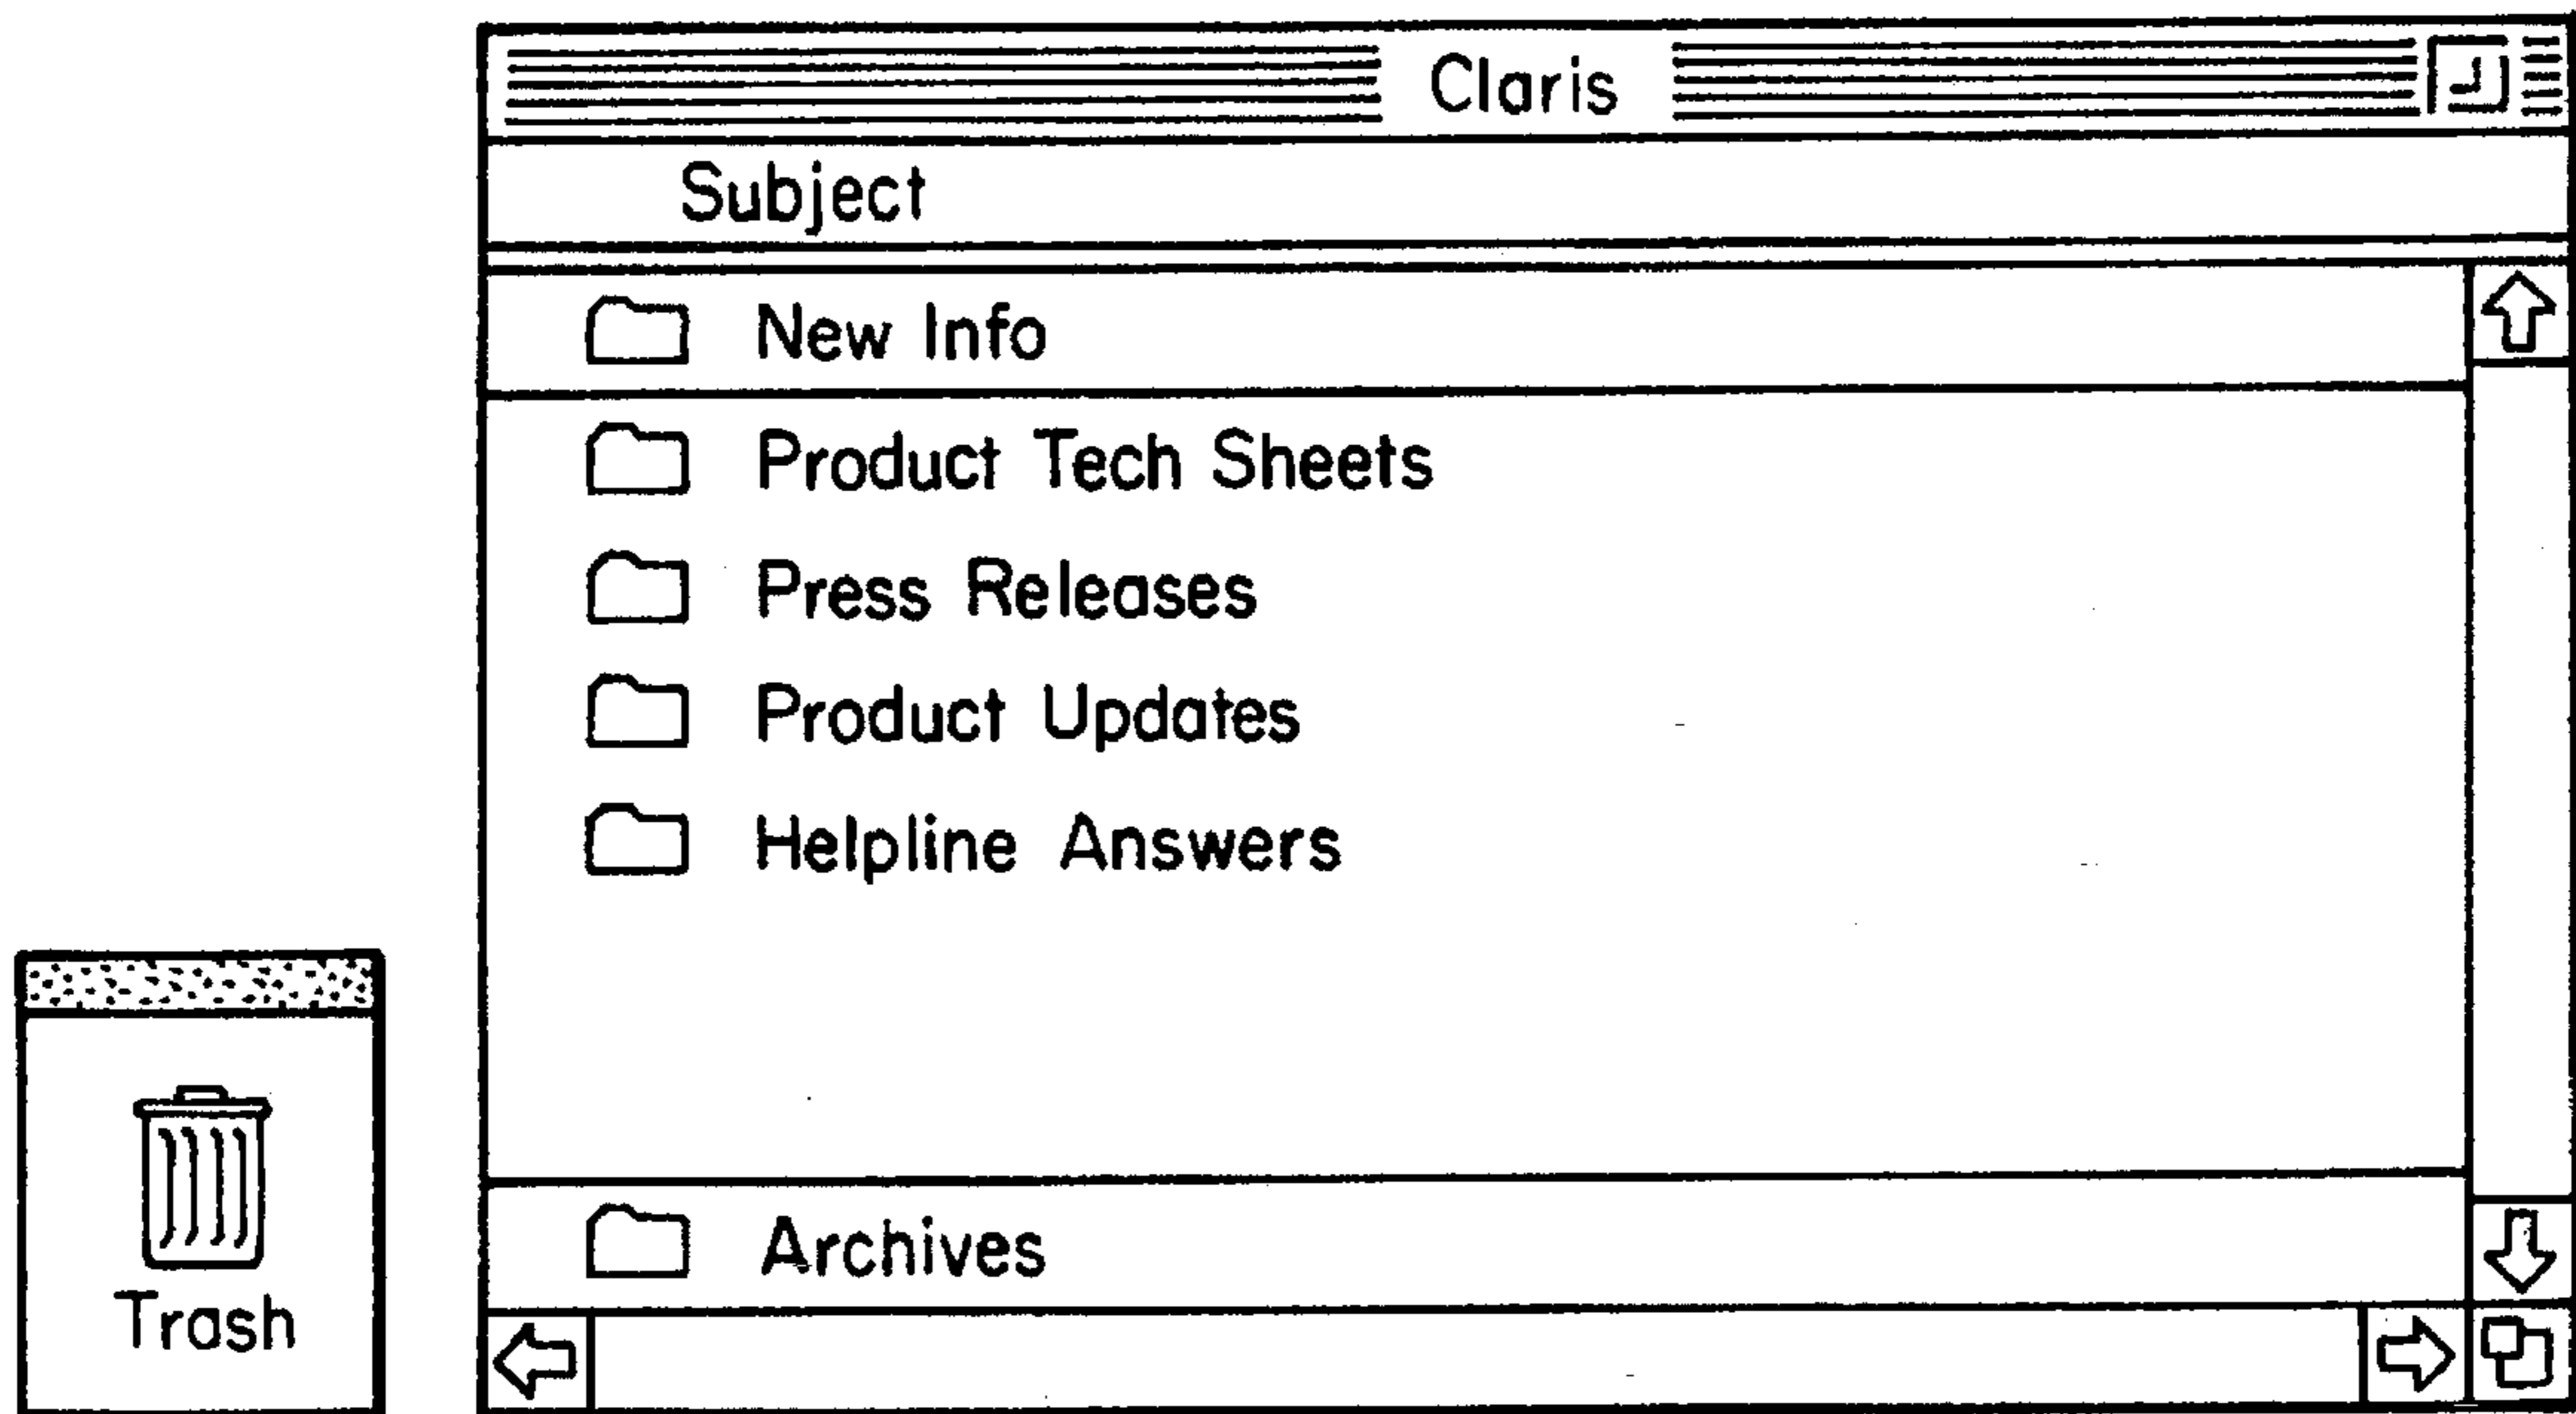 Claris
Subject
New Info
Product Tech Sheets
Press Releases
Product Updates
Helpline Answers
Archives
Trash